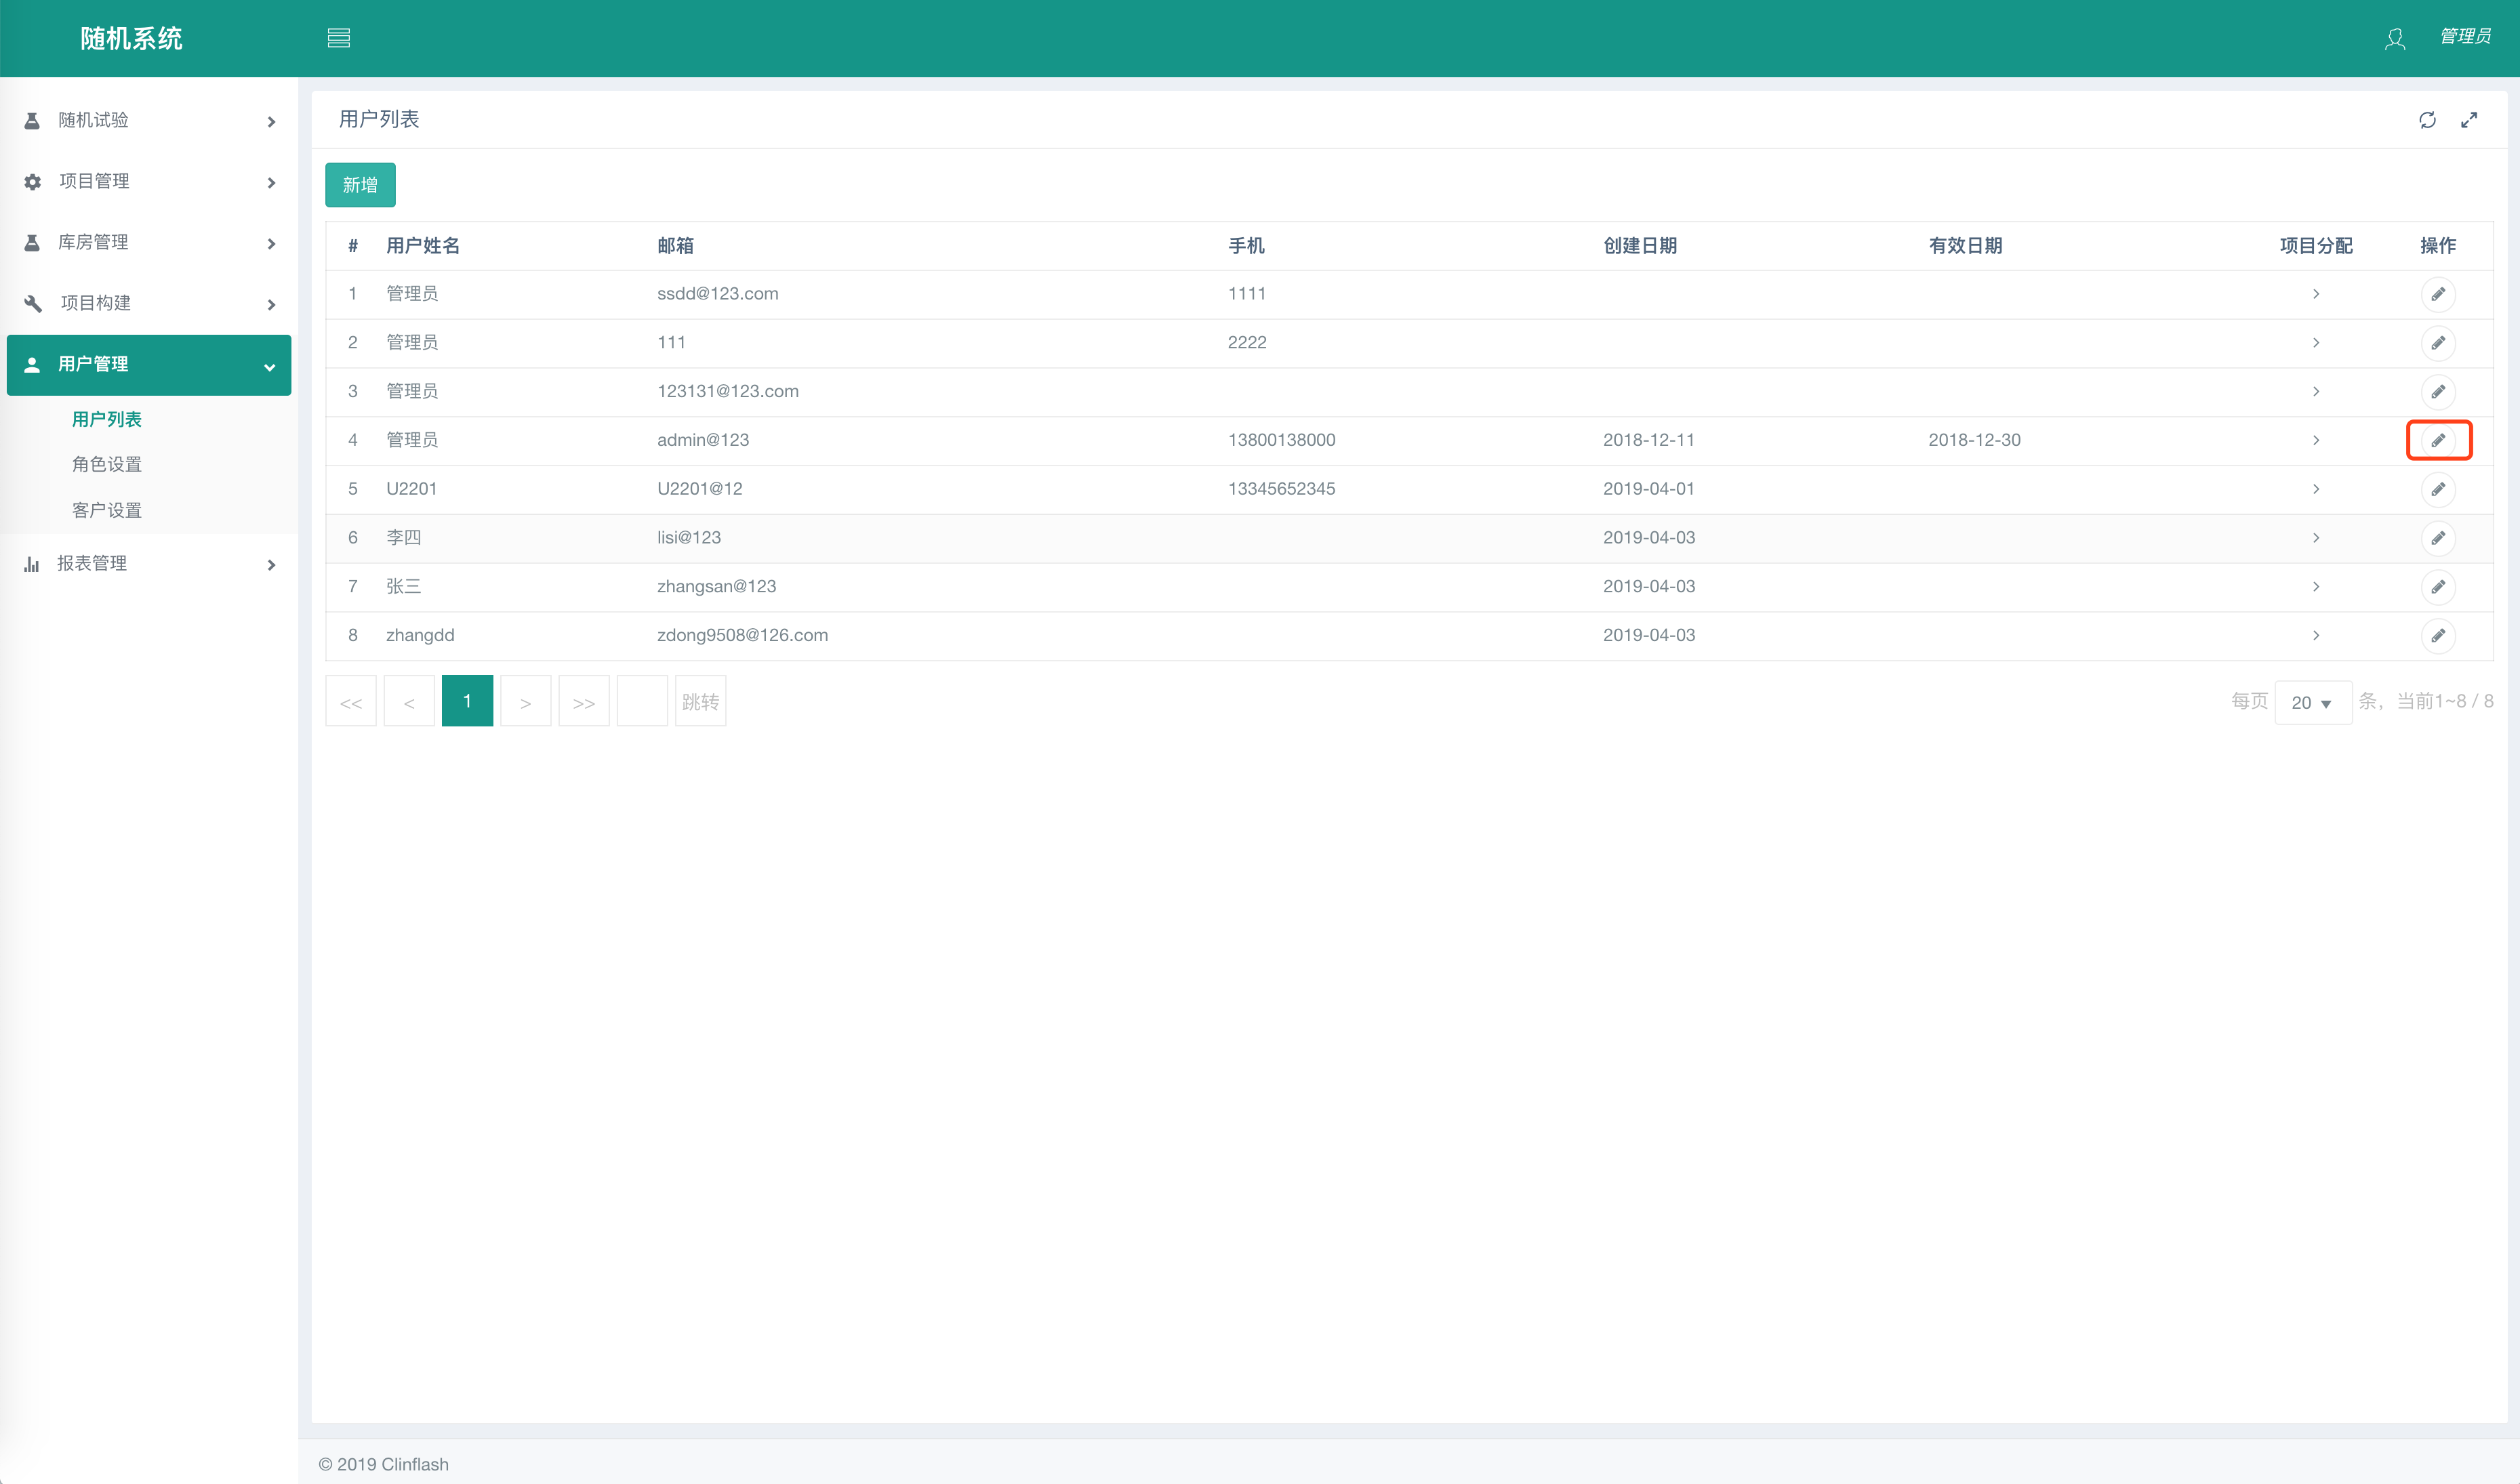 随机系统
管理员
随机试验
项目管理
库房管理
项目构建
用户管理
用户列表
角色设置
客户设置
报表管理
用户列表
新增
# 用户姓名 邮箱 手机 创建日期 有效日期 项目分配 操作
1 管理员 ssdd@123.com 1111 >
2 管理员 111 2222 >
3 管理员 123131@123.com >
4 管理员 admin@123 13800138000 2018-12-11 2018-12-30 >
5 U2201 U2201@12 13345652345 2019-04-01 >
6 李四 lisi@123 2019-04-03 >
7 张三 zhangsan@123 2019-04-03 >
8 zhangdd zdong9508@126.com 2019-04-03 >
<< < 1 > >> 跳转 每页 20 条，当前1~8 / 8
© 2019 Clinflash